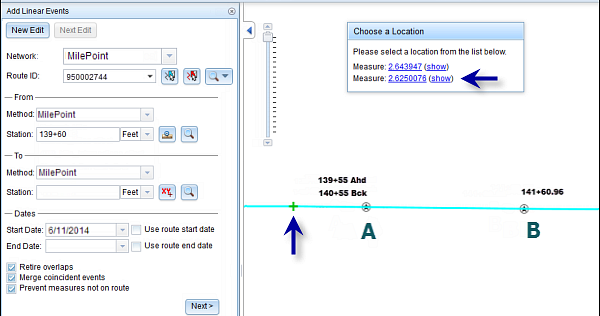 Add Linear Events
New Edit Next Edit
Network: MilePoint
Route ID: 950002744
From
Method: MilePoint
Station: 139+60 Feet
To
Method: MilePoint
Station: Feet
Dates
Start Date: 6/11/2014 Use route start date
End Date: Use route end date
Retire overlaps
Merge coincident events
Prevent measures not on route
Next >
Choose a Location
Please select a location from the list below.
Measure: 2.643947 (show)
Measure: 2.6250076 (show)
139+55 Ahd
140+55 Bck
141+60.96
A B